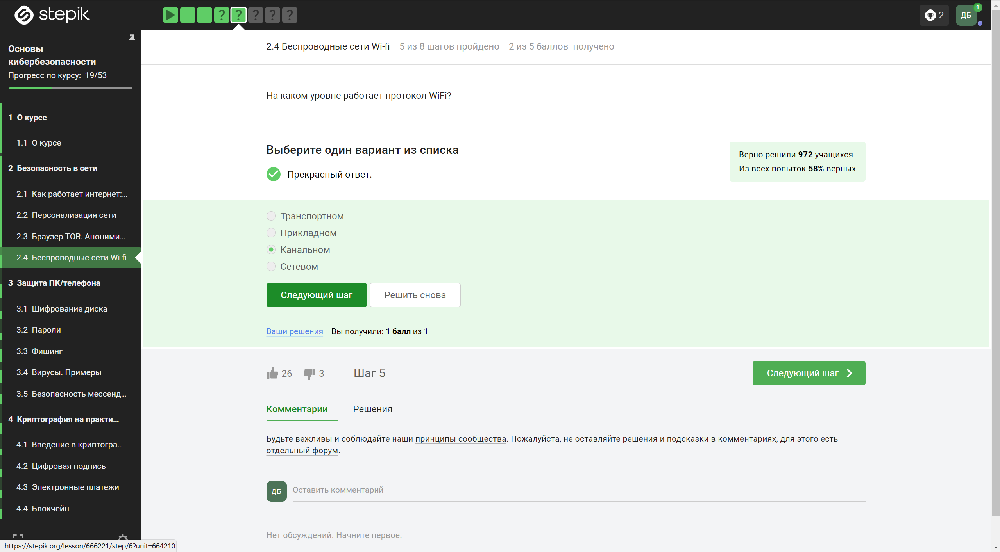 stepik
? ? ? ? ?
2
ДБ
1
Основы
кибербезопасности
Прогресс по курсу: 19/53
1 О курсе
1.1 О курсе
2 Безопасность в сети
2.1 Как работает интернет:...
2.2 Персонализация сети
2.3 Браузер TOR. Аноними...
2.4 Беспроводные сети Wi-fi
3 Защита ПК/телефона
3.1 Шифрование диска
3.2 Пароли
3.3 Фишинг
3.4 Вирусы. Примеры
3.5 Безопасность мессенд...
4 Криптография на практи...
4.1 Введение в криптогра...
4.2 Цифровая подпись
4.3 Электронные платежи
4.4 Блокчейн
https://stepik.org/lesson/666221/step/6?unit=664210
2.4 Беспроводные сети Wi-fi 5 из 8 шагов пройдено 2 из 5 баллов получено
На каком уровне работает протокол WiFi?
Выберите один вариант из списка
Прекрасный ответ.
Верно решили 972 учащихся
Из всех попыток 58% верных
Транспортном
Прикладном
Канальном
Сетевом
Следующий шаг
Решить снова
Ваши решения Вы получили: 1 балл из 1
26 3 Шаг 5
Следующий шаг
Комментарии Решения
Будьте вежливы и соблюдайте наши принципы сообщества. Пожалуйста, не оставляйте решения и подсказки в комментариях, для этого есть
отдельный форум.
ДБ
Оставить комментарий
Нет обсуждений. Начните первое.